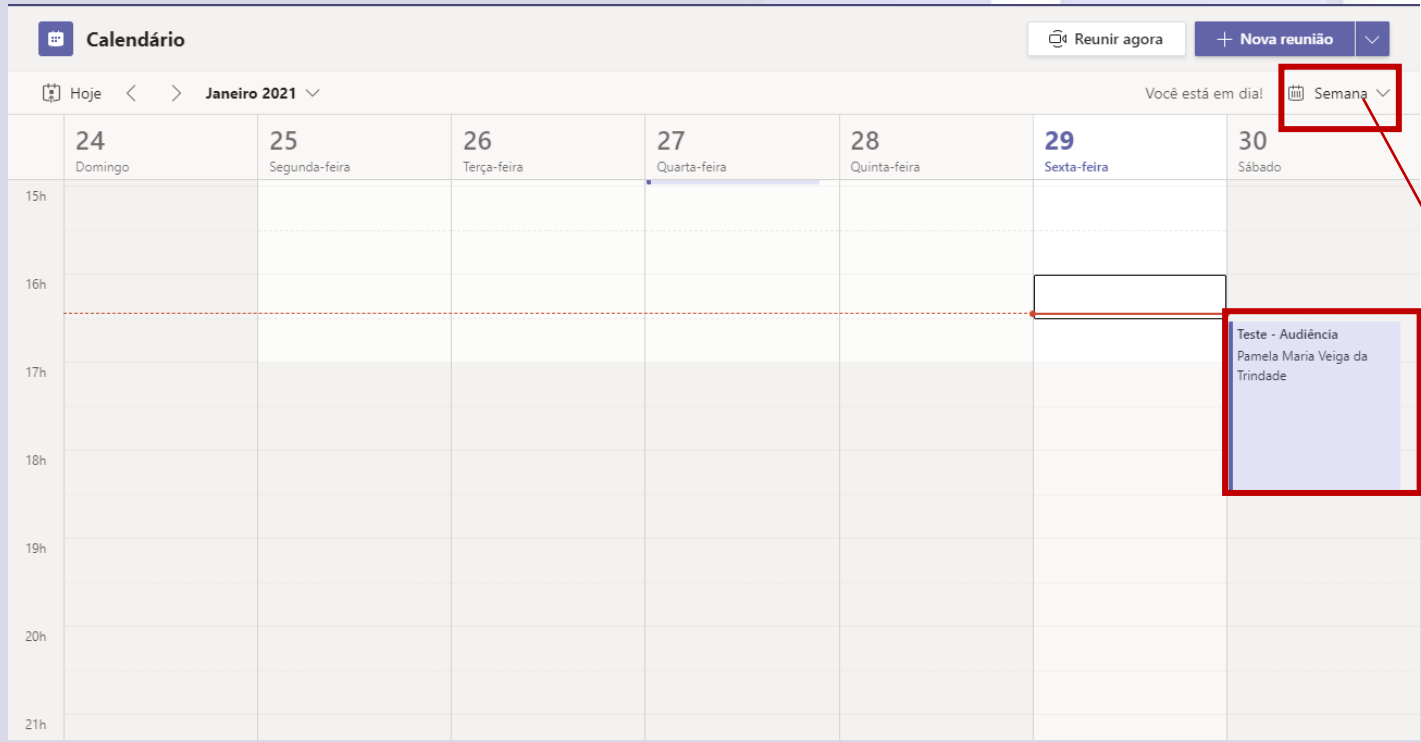 Calendário
Reunir agora
Nova reunião
Hoje
Janeiro 2021
Você está em dia!
Semana
24
Domingo
25
Segunda-feira
26
Terça-feira
27
Quarta-feira
28
Quinta-feira
29
Sexta-feira
30
Sábado
15h
16h
Teste - Audiência
Pamela Maria Veiga da
Trindade
17h
18h
19h
20h
21h